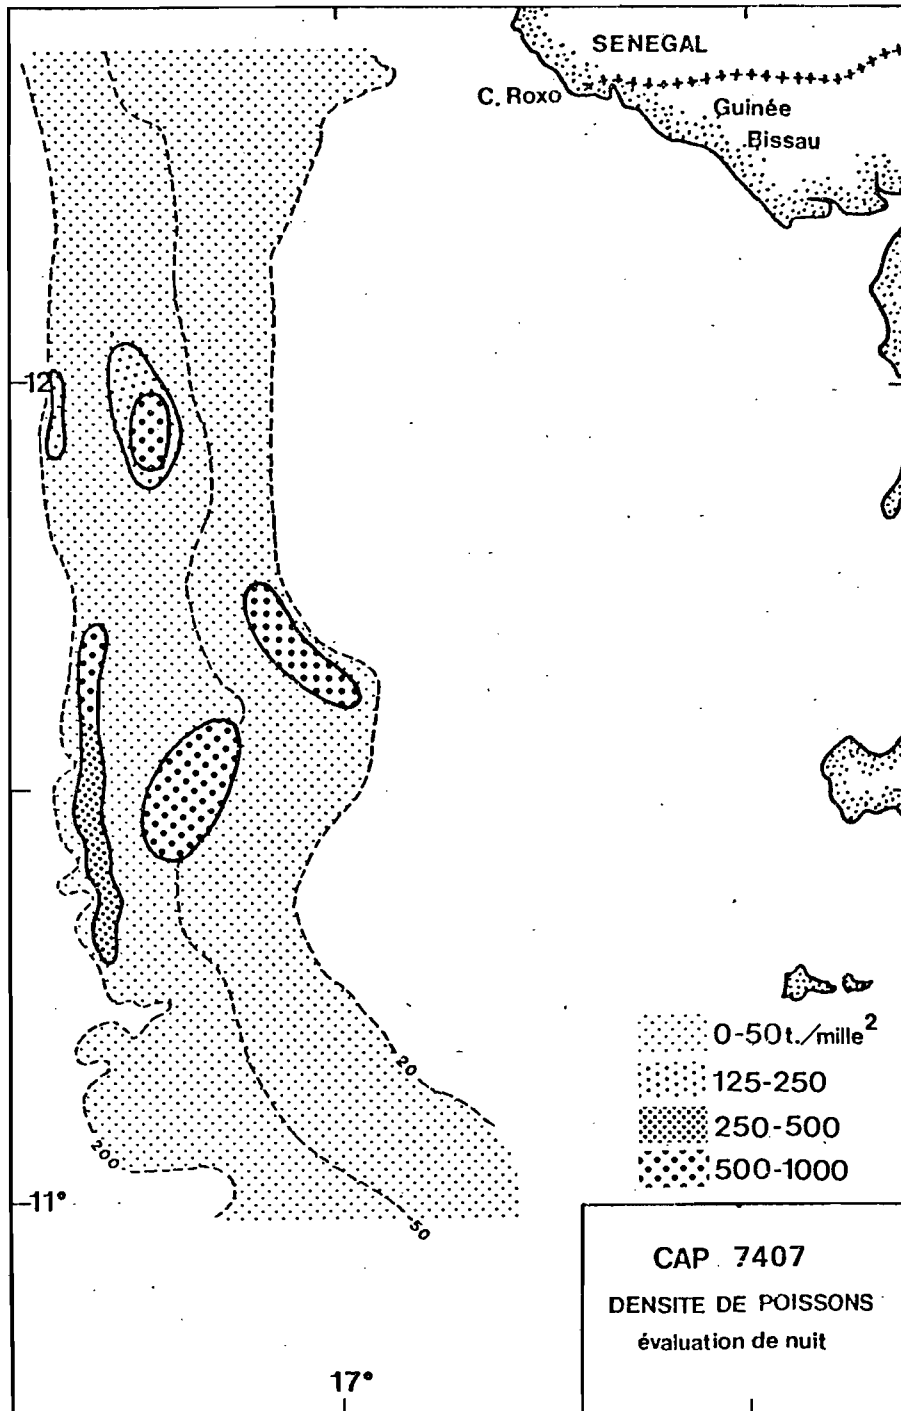 SENEGAL
C. Roxo
Guinée
Bissau
12
0-50 t./mille²
125-250
250-500
500-1000
20
200
50
11°
CAP 7407
DENSITE DE POISSONS
évaluation de nuit
17°